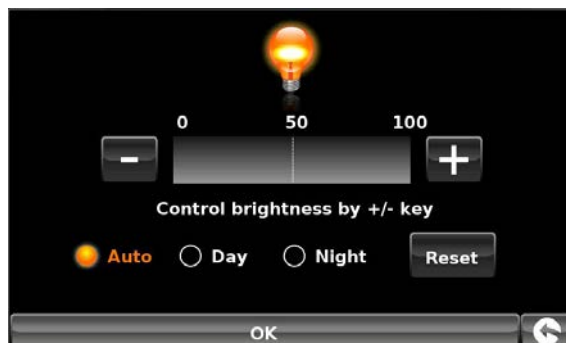 0 50 100
- +
Control brightness by +/- key
Auto Day Night Reset
OK